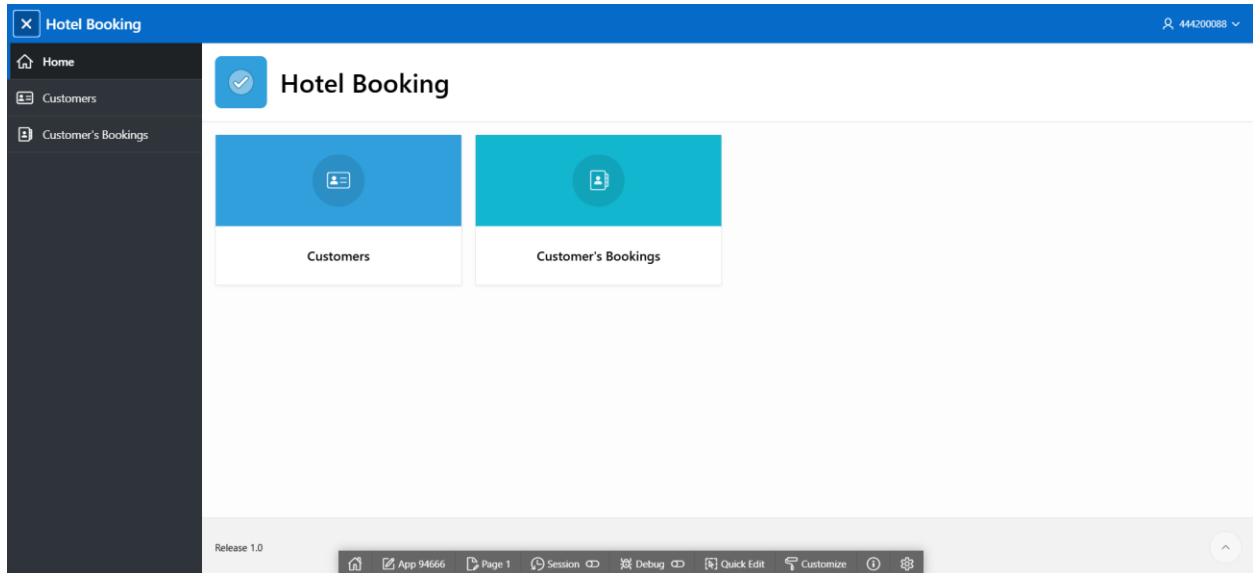 Hotel Booking
444200088
Home
Customers
Customer's Bookings
Hotel Booking
Customers
Customer's Bookings
Release 1.0
App 94666 Page 1 Session Debug Quick Edit Customize